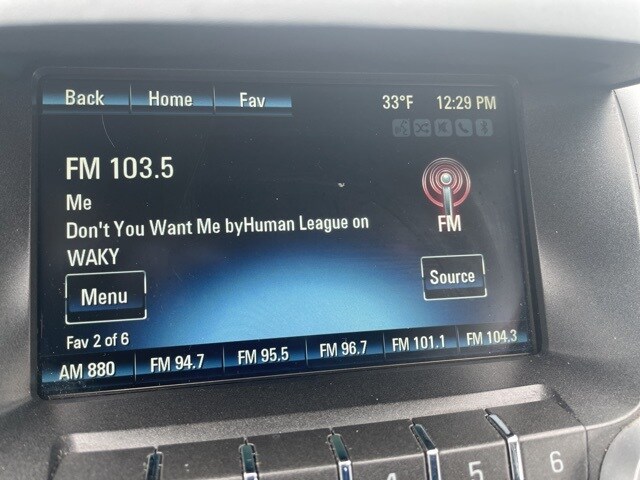 Back Home Fav 33°F 12:29 PM
FM 103.5
Me
Don't You Want Me byHuman League on
WAKY
FM
Menu
Source
Fav 2 of 6
AM 880 FM 94.7 FM 95.5 FM 96.7 FM 101.1 FM 104.3
4 5 6